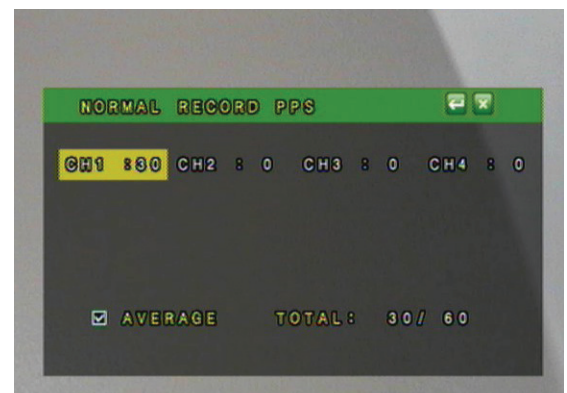 NORMAL RECORD PPS
CH1 :30 CH2 : 0 CH3 : 0 CH4 : 0
AVERAGE TOTAL: 30/ 60